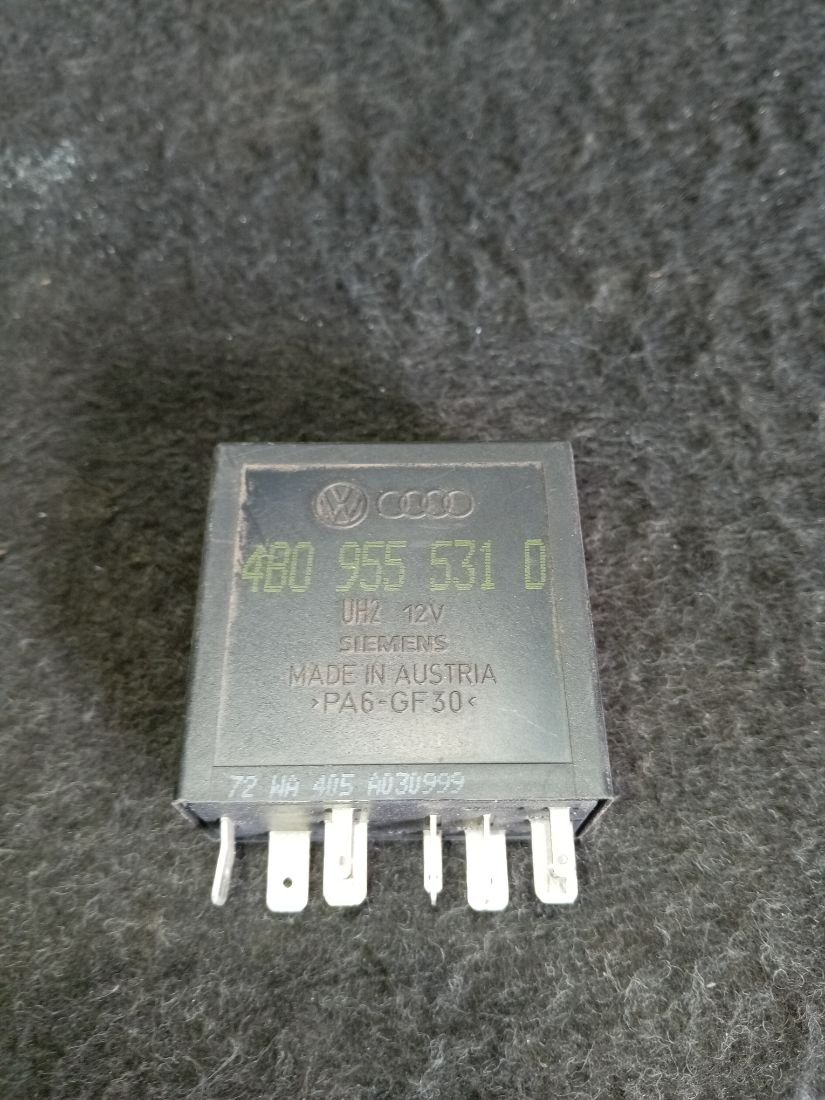 4B0 955 531 D
UH2 12V
SIEMENS
MADE IN AUSTRIA
>PA6-GF30<
72 WA 405 A030999